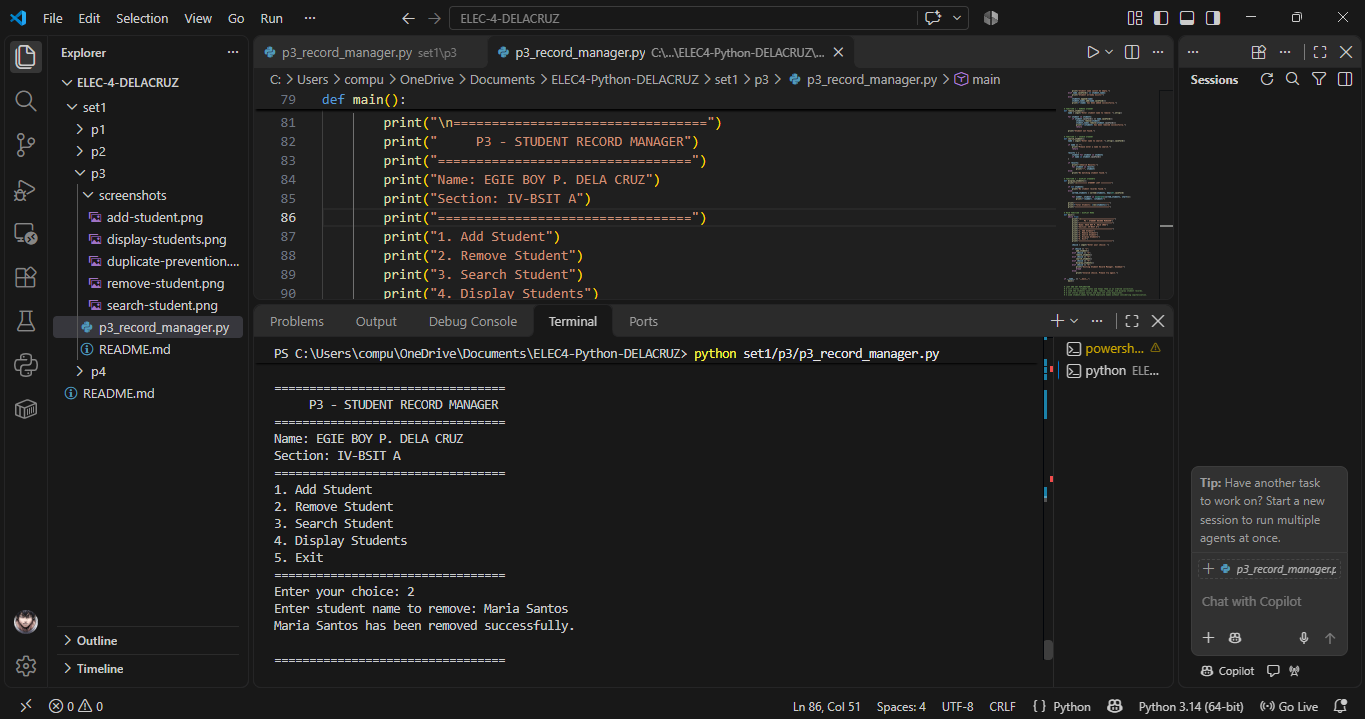 File Edit Selection View Go Run ···
ELEC-4-DELACRUZ
Explorer
ELEC-4-DELACRUZ
set1
p1
p2
p3
screenshots
add-student.png
display-students.png
duplicate-prevention....
remove-student.png
search-student.png
p3_record_manager.py
README.md
p4
README.md
Outline
Timeline
p3_record_manager.py set1\p3
p3_record_manager.py C:\...\ELEC4-Python-DELACRUZ\...
C: > Users > compu > OneDrive > Documents > ELEC4-Python-DELACRUZ > set1 > p3 > p3_record_manager.py > main
79 def main():
81 print("\n=================================")
82 print("     P3 - STUDENT RECORD MANAGER")
83 print("=================================")
84 print("Name: EGIE BOY P. DELA CRUZ")
85 print("Section: IV-BSIT A")
86 print("=================================")
87 print("1. Add Student")
88 print("2. Remove Student")
89 print("3. Search Student")
90 print("4. Display Students")
Problems Output Debug Console Terminal Ports
PS C:\Users\compu\OneDrive\Documents\ELEC4-Python-DELACRUZ> python set1/p3/p3_record_manager.py
=================================
P3 - STUDENT RECORD MANAGER
=================================
Name: EGIE BOY P. DELA CRUZ
Section: IV-BSIT A
=================================
1. Add Student
2. Remove Student
3. Search Student
4. Display Students
5. Exit
=================================
Enter your choice: 2
Enter student name to remove: Maria Santos
Maria Santos has been removed successfully.
=================================
powersh...
python ELE...
Sessions
Tip: Have another task
to work on? Start a new
session to run multiple
agents at once.
p3_record_manager.p
Chat with Copilot
Copilot
0 0
Ln 86, Col 51 Spaces: 4 UTF-8 CRLF { } Python Python 3.14 (64-bit) Go Live